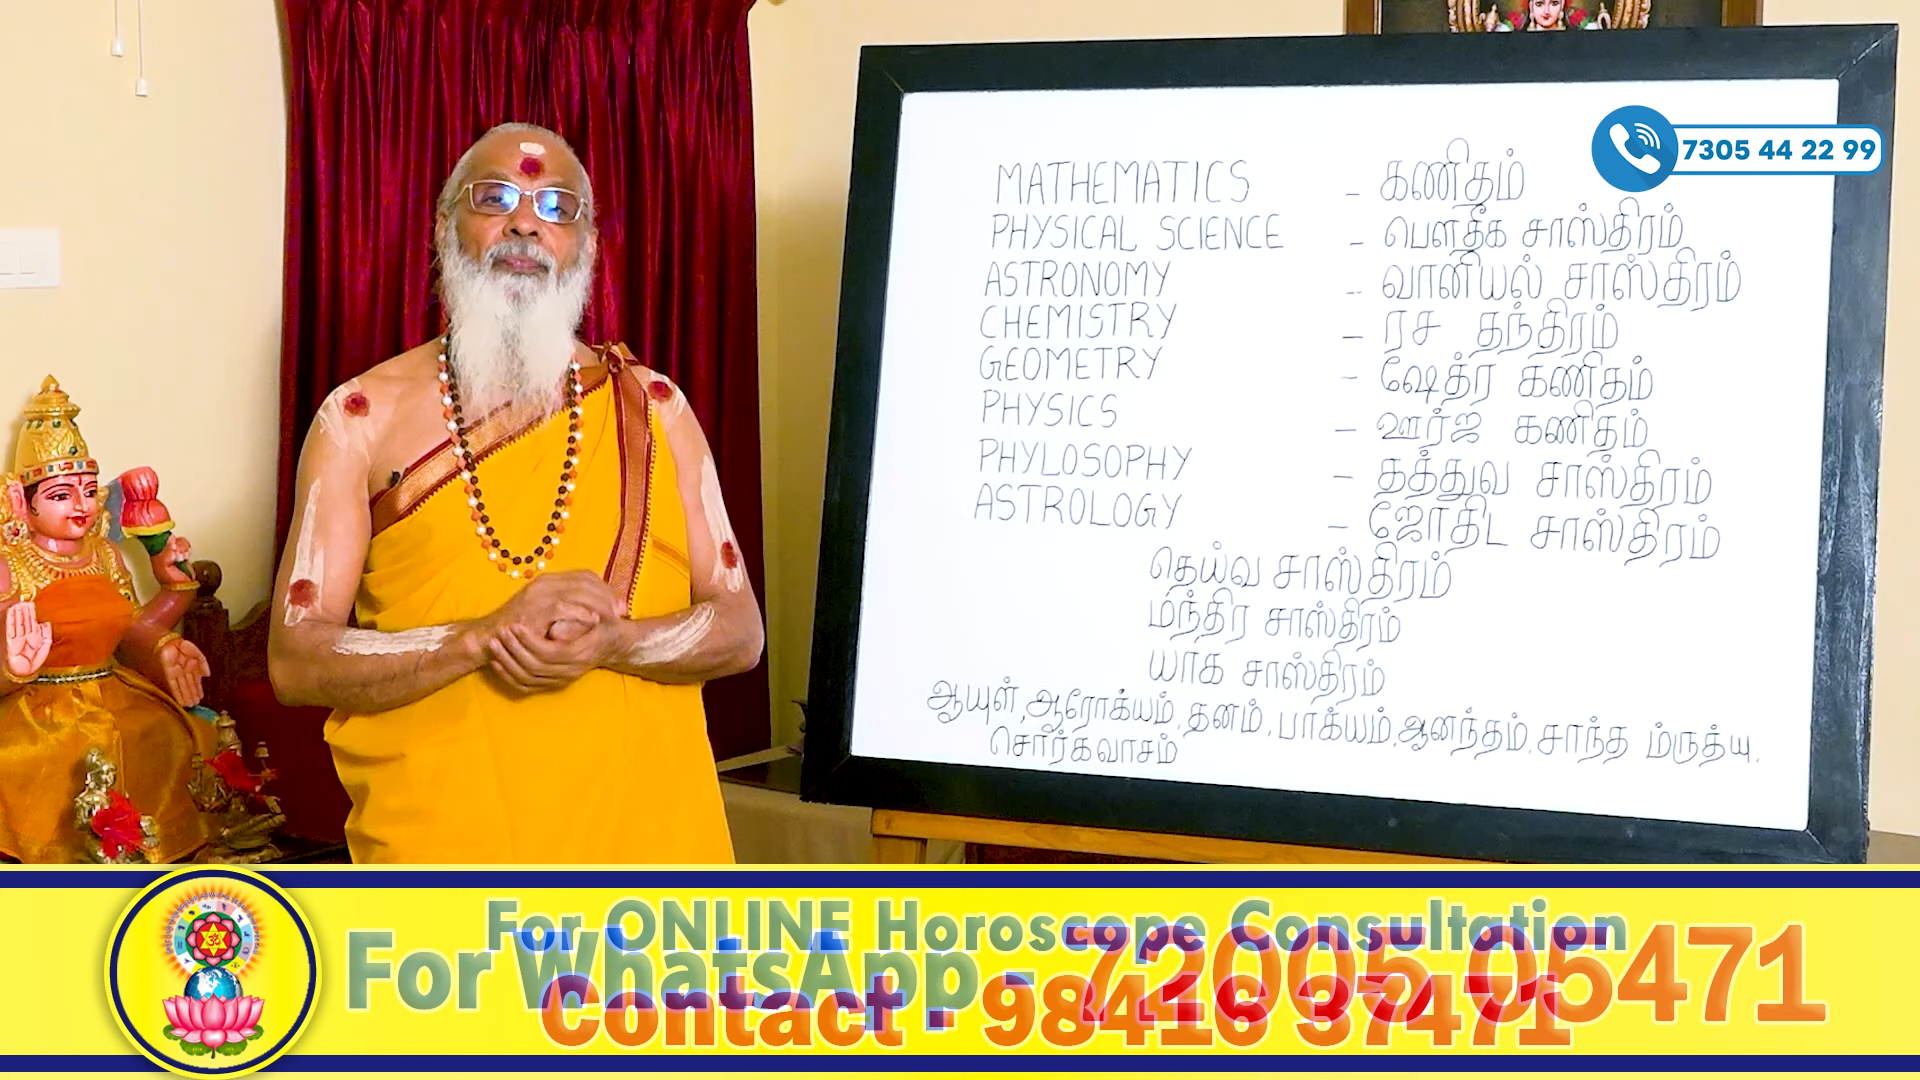 7305 44 22 99
MATHEMATICS - கணிதம்
PHYSICAL SCIENCE - பௌதீக சாஸ்திரம்
ASTRONOMY - வானியல் சாஸ்திரம்
CHEMISTRY - ரச தந்திரம்
GEOMETRY - ஷேத்ர கணிதம்
PHYSICS - ஊர்ஜ கணிதம்
PHYLOSOPHY - தத்துவ சாஸ்திரம்
ASTROLOGY - ஜோதிட சாஸ்திரம்
தெய்வ சாஸ்திரம்
மந்திர சாஸ்திரம்
யாக சாஸ்திரம்
ஆயுள், ஆரோக்யம், தனம், பாக்யம், ஆனந்தம், சாந்த ம்ருத்யு,
சொர்க்கவாசம்
For ONLINE Horoscope Consultation
For WhatsApp - 72005 05471
Contact : 98416 37471